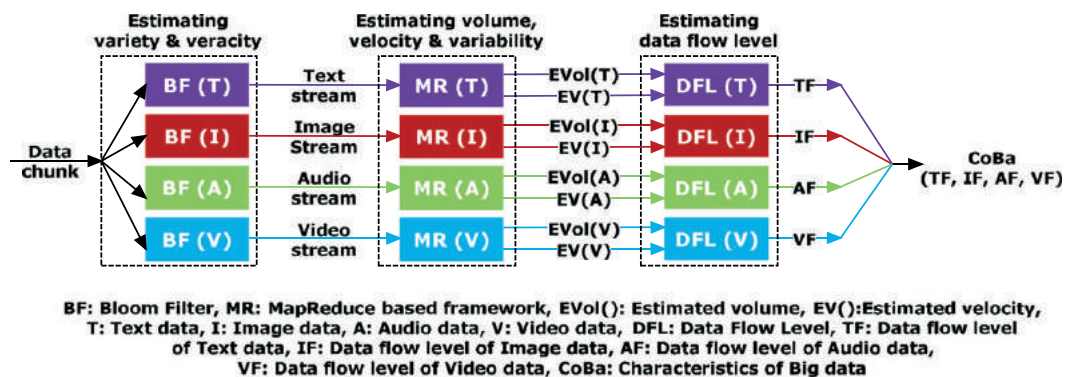 Estimating
variety & veracity
Estimating volume,
velocity & variability
Estimating
data flow level
Data
chunk
BF (T)
Text
stream
MR (T)
EVol(T)
EV(T)
DFL (T)
TF
BF (I)
Image
Stream
MR (I)
EVol(I)
EV(I)
DFL (I)
IF
BF (A)
Audio
stream
MR (A)
EVol(A)
EV(A)
DFL (A)
AF
BF (V)
Video
stream
MR (V)
EVol(V)
EV(V)
DFL (V)
VF
CoBa
(TF, IF, AF, VF)
BF: Bloom Filter, MR: MapReduce based framework, EVol(): Estimated volume, EV():Estimated velocity,
T: Text data, I: Image data, A: Audio data, V: Video data, DFL: Data Flow Level, TF: Data flow level
of Text data, IF: Data flow level of Image data, AF: Data flow level of Audio data,
VF: Data flow level of Video data, CoBa: Characteristics of Big data